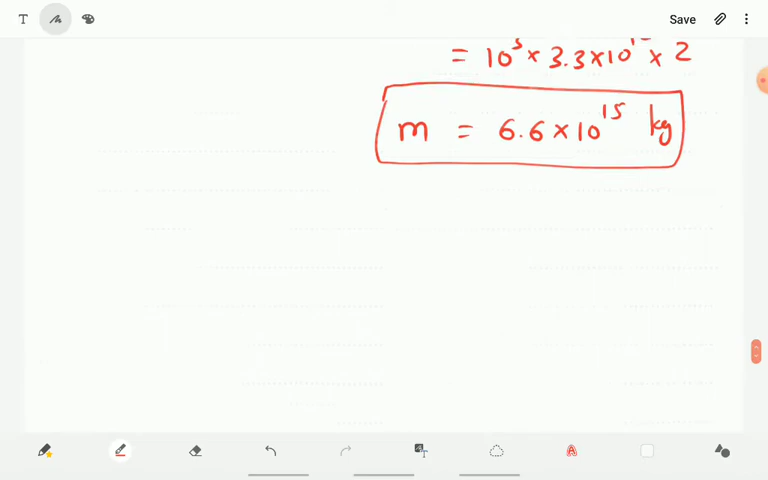 T Save
= 10³ × 3.3×10 × 2
m = 6.6×10¹⁵ kg